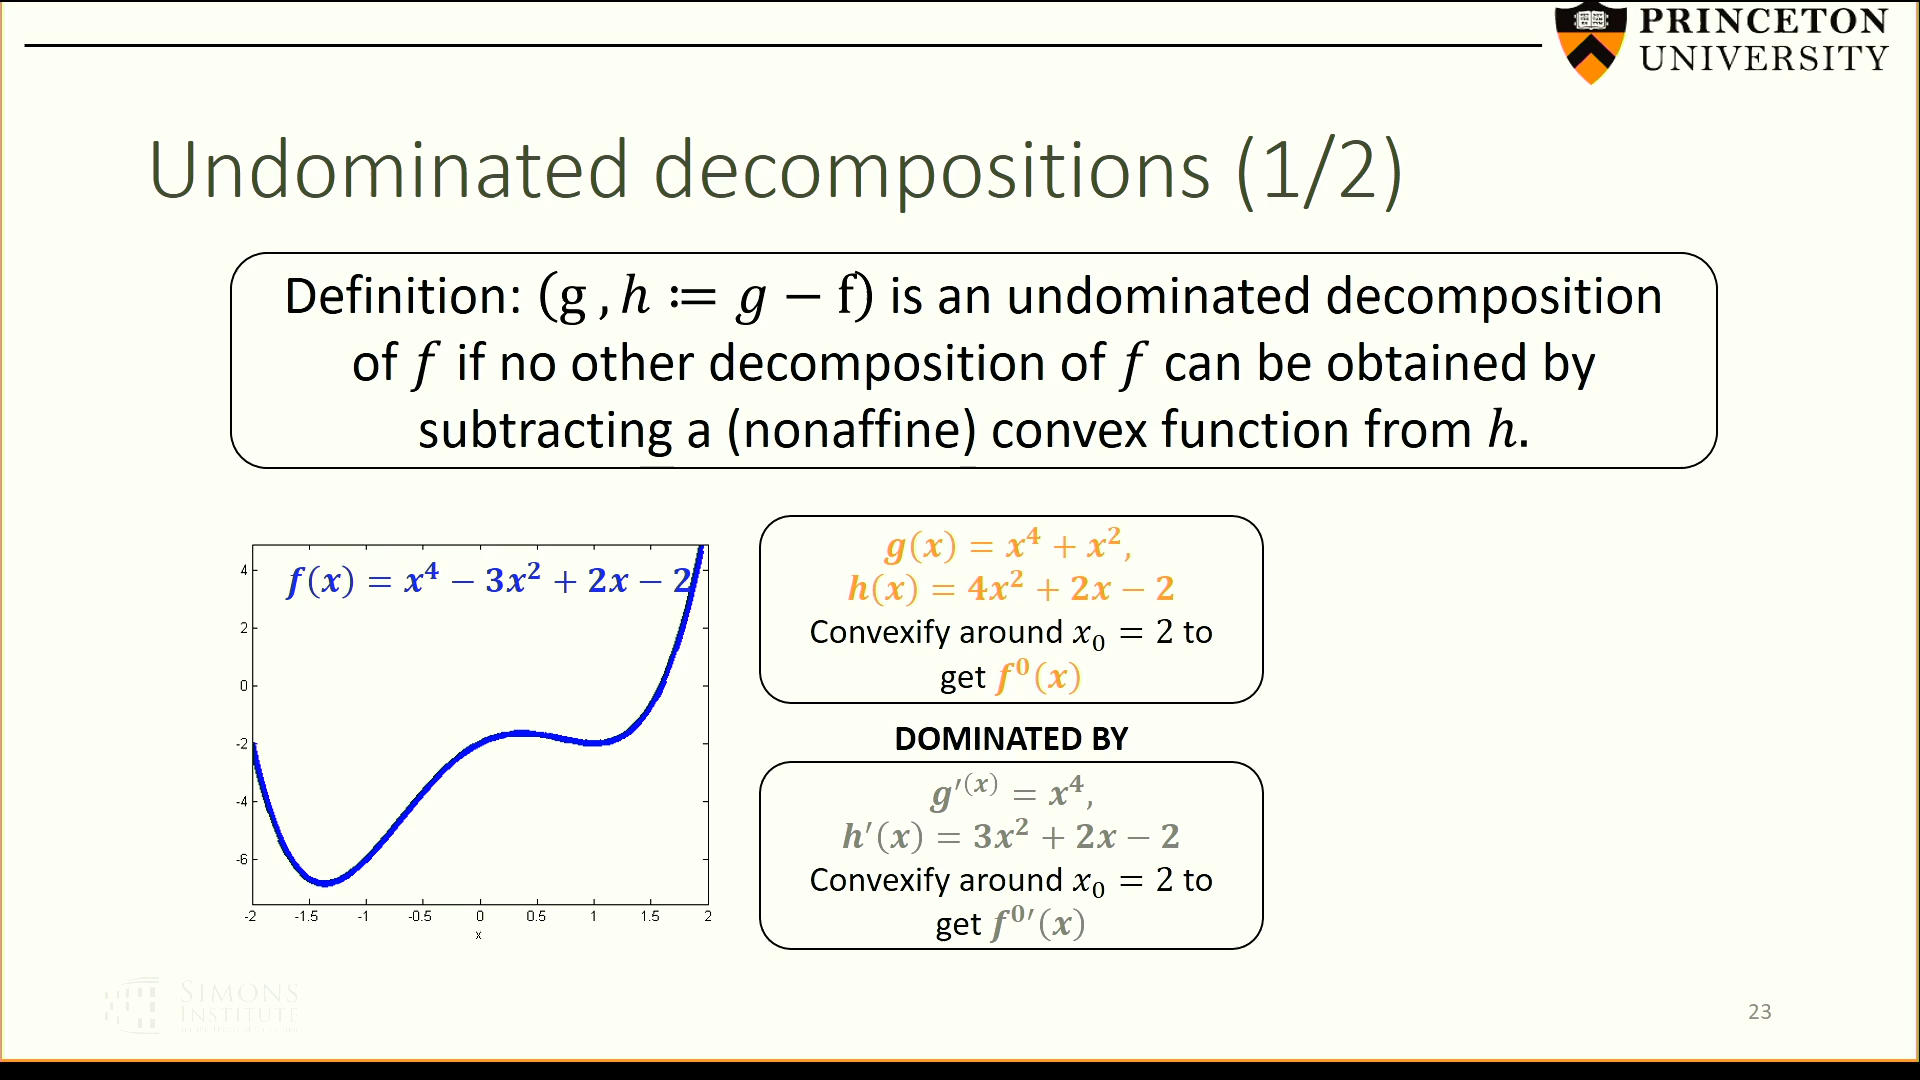 PRINCETON
UNIVERSITY
Undominated decompositions (1/2)
Definition: (g , h ≔ g − f) is an undominated decomposition
of f if no other decomposition of f can be obtained by
subtracting a (nonaffine) convex function from h.
f(x) = x⁴ − 3x² + 2x − 2
4
2
0
-2
-4
-6
-2 -1.5 -1 -0.5 0 0.5 1 1.5 2
x
g(x) = x⁴ + x²,
h(x) = 4x² + 2x − 2
Convexify around x₀ = 2 to
get f⁰(x)
DOMINATED BY
g′⁽ˣ⁾ = x⁴,
h′(x) = 3x² + 2x − 2
Convexify around x₀ = 2 to
get f⁰′(x)
SIMONS
INSTITUTE
23